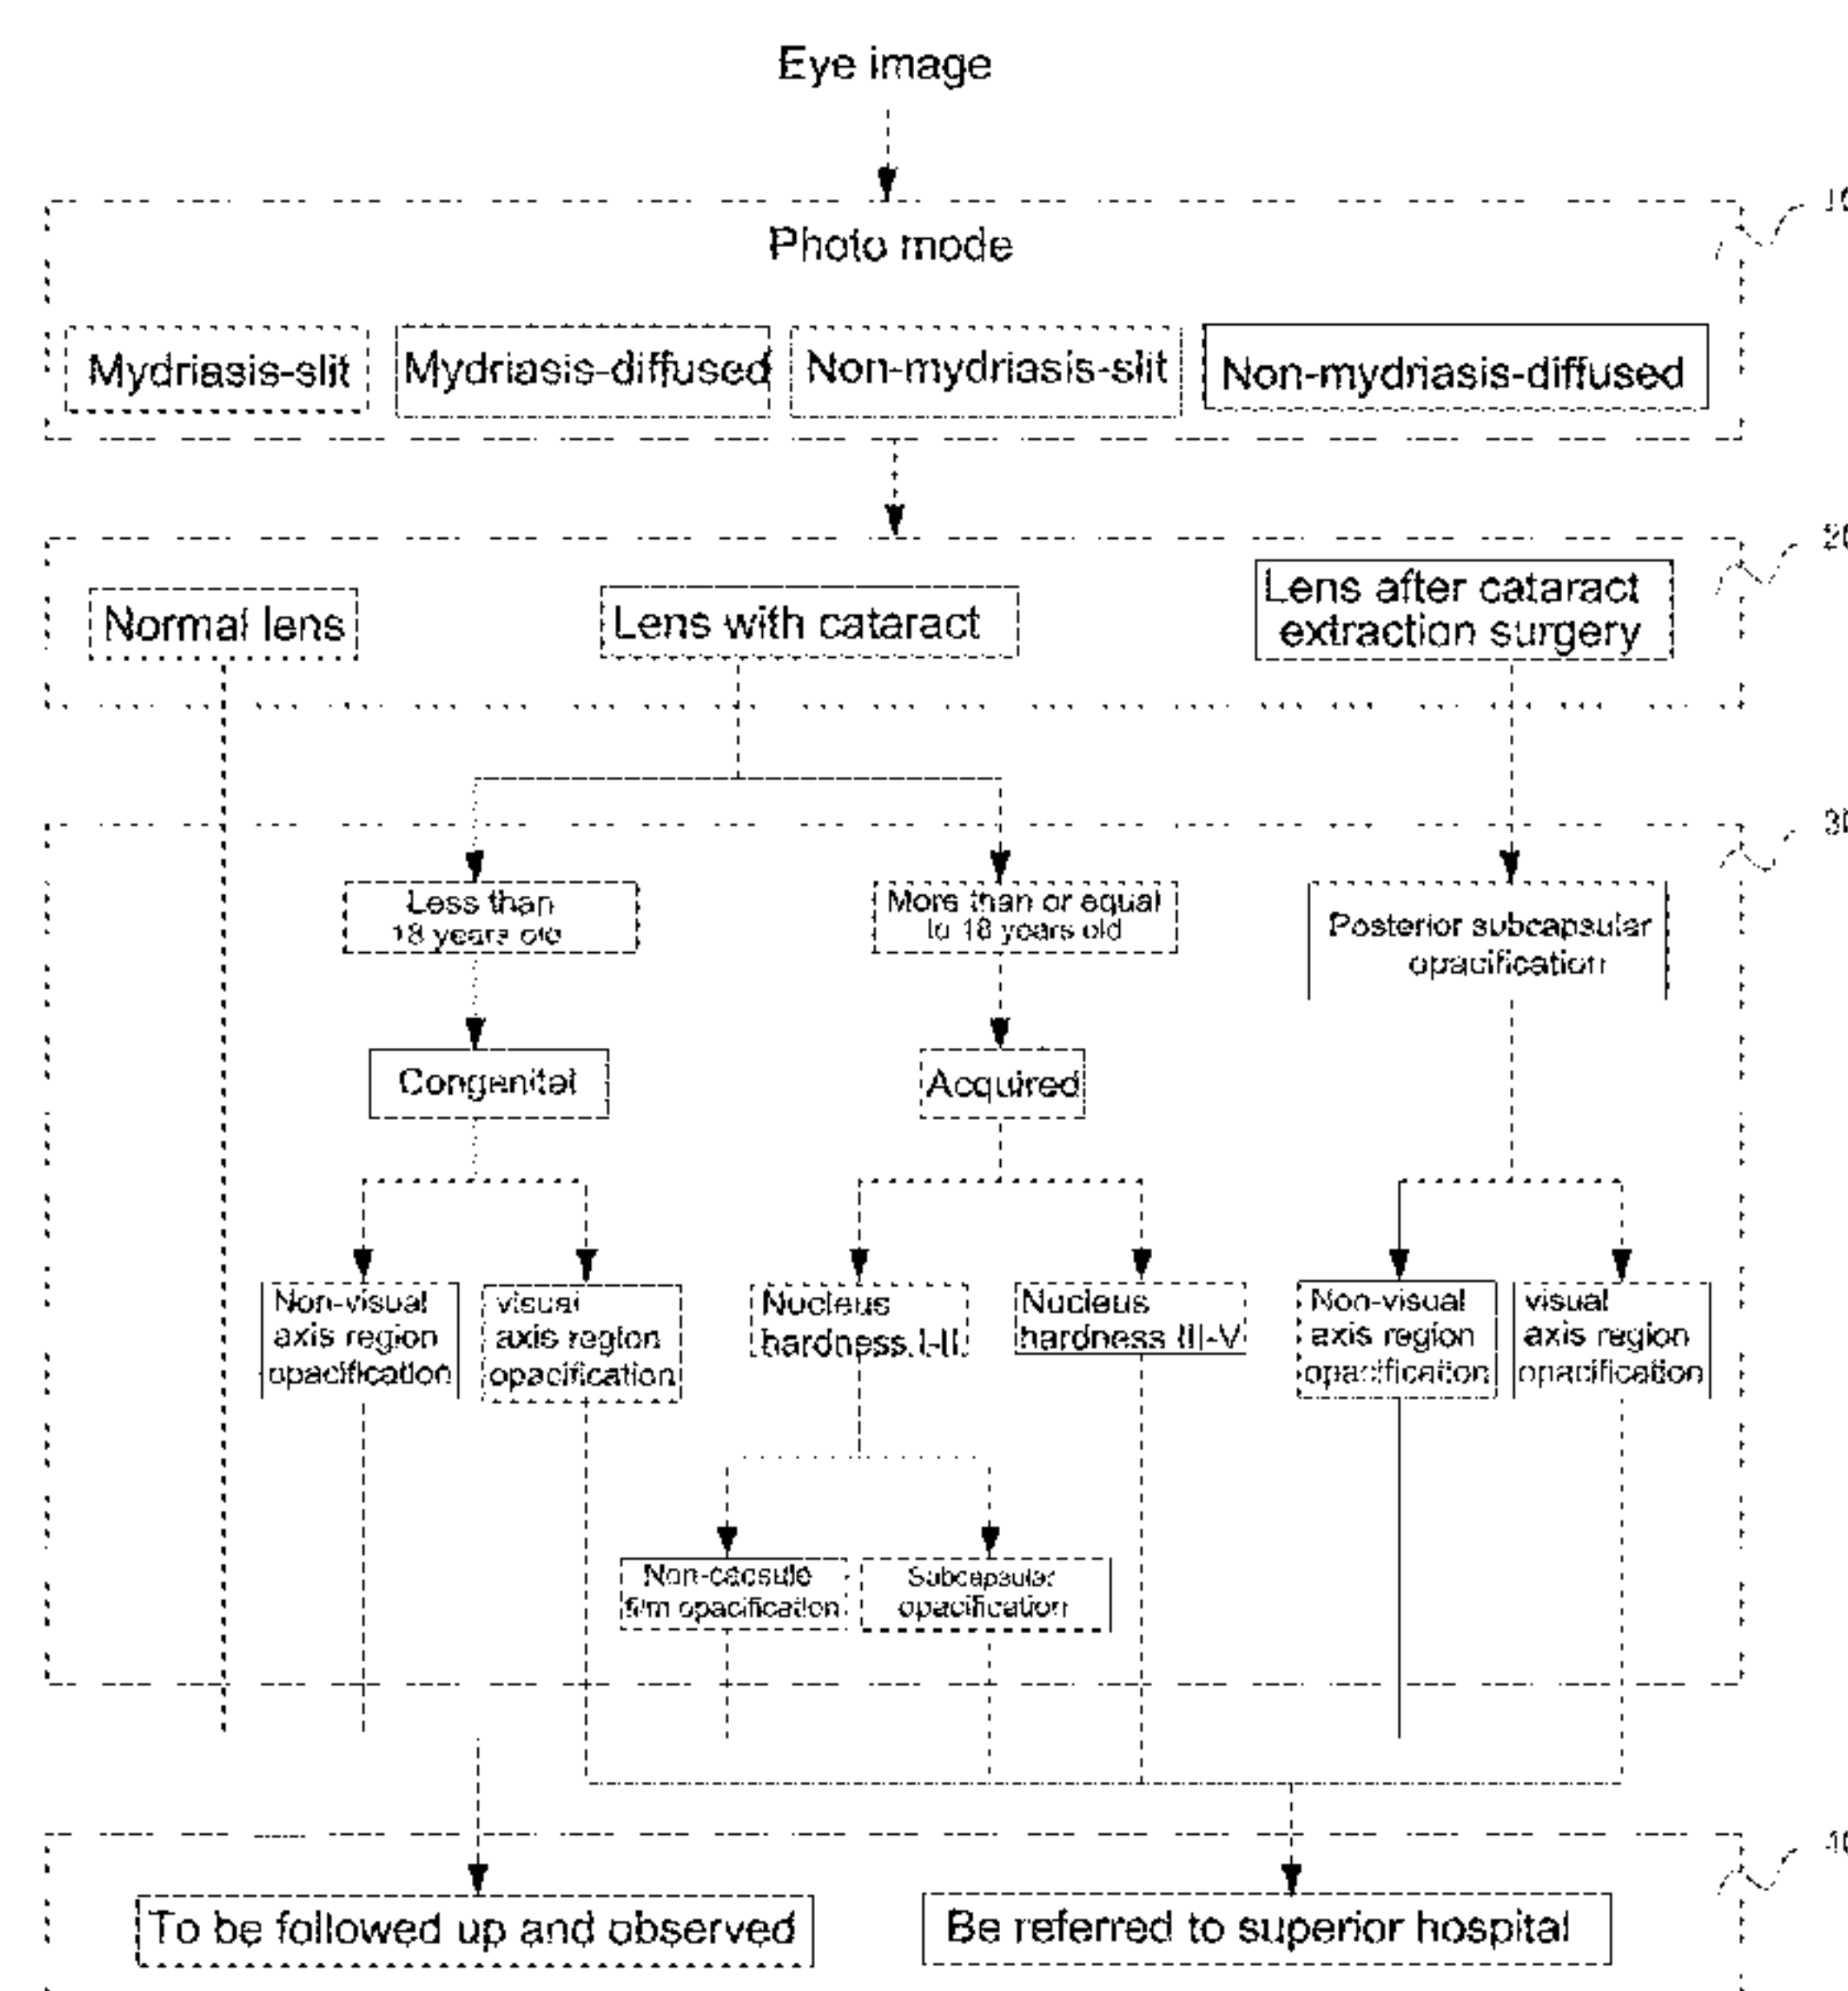 Eye image
Photo mode
Mydriasis-slit
Mydriasis-diffused
Non-mydriasis-slit
Non-mydriasis-diffused
Normal lens
Lens with cataract
Lens after cataract
extraction surgery
Less than
18 years old
More than or equal
to 18 years old
Posterior subcapsular
opacification
Congenital
Acquired
Non-visual
axis region
opacification
visual
axis region
opacification
Nucleus
hardness I-II
Nucleus
hardness III-V
Non-visual
axis region
opacification
visual
axis region
opacification
Non-capsule
film opacification
Subcapsular
opacification
To be followed up and observed
Be referred to superior hospital